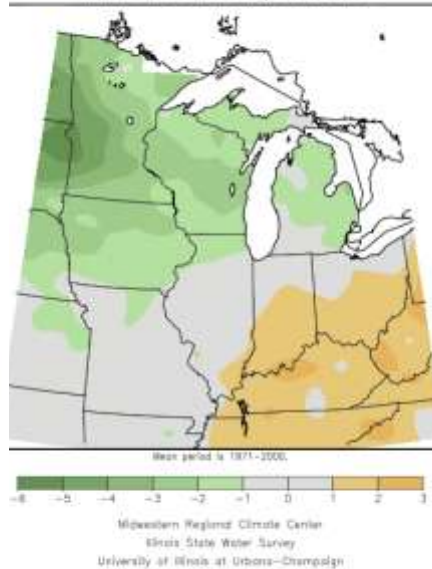 Mean period is 1971-2000.
-6 -5 -4 -3 -2 -1 0 1 2 3
Midwestern Regional Climate Center
Illinois State Water Survey
University of Illinois at Urbana-Champaign